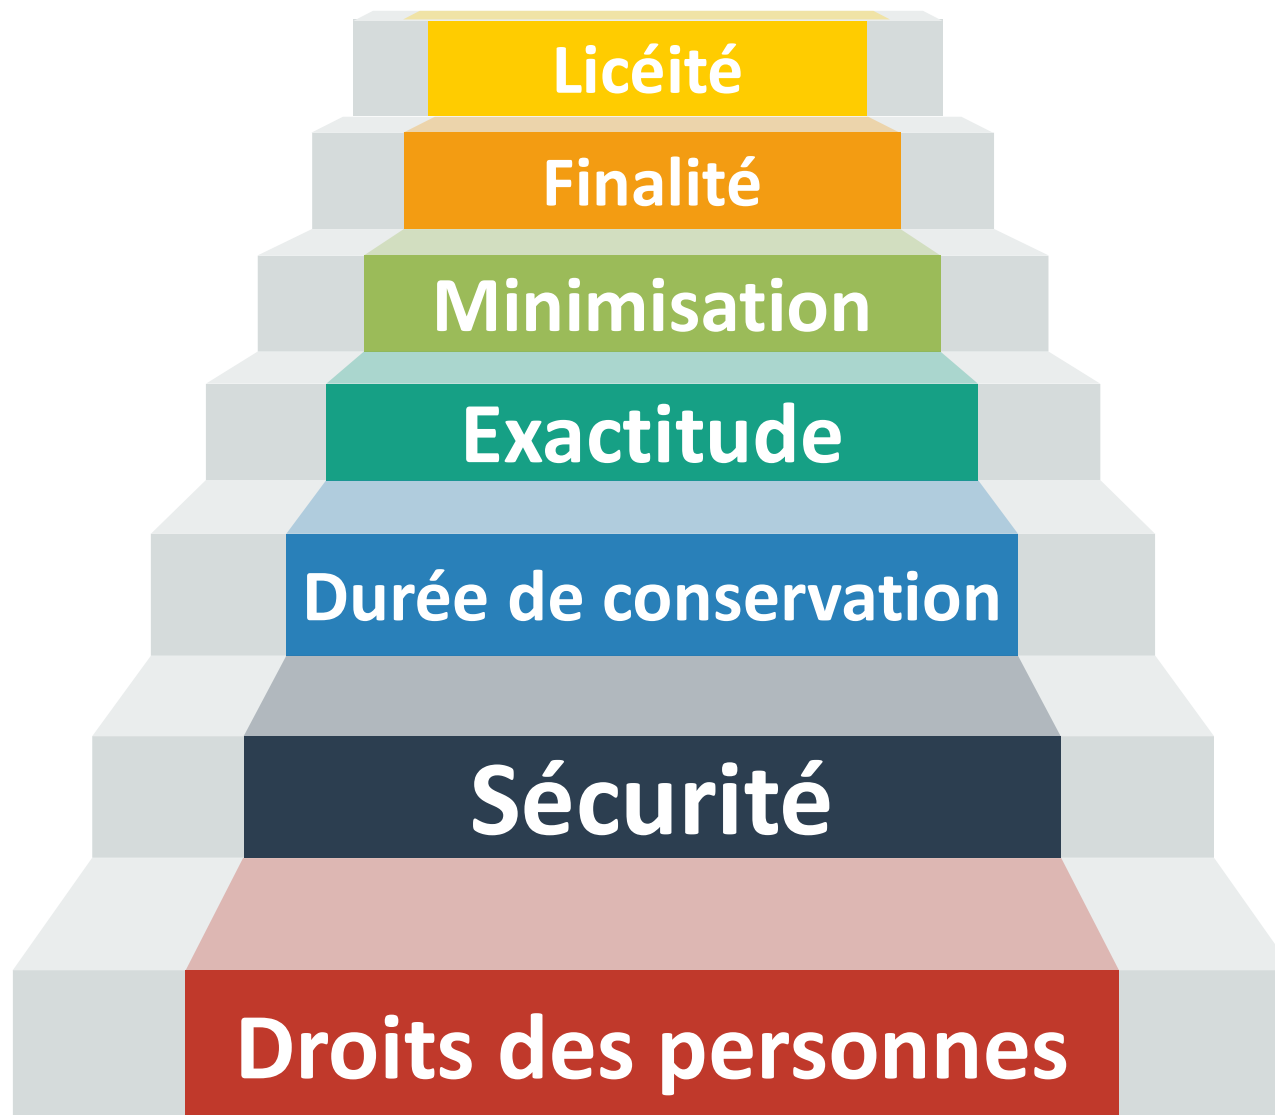 Licéité
Finalité
Minimisation
Exactitude
Durée de conservation
Sécurité
Droits des personnes